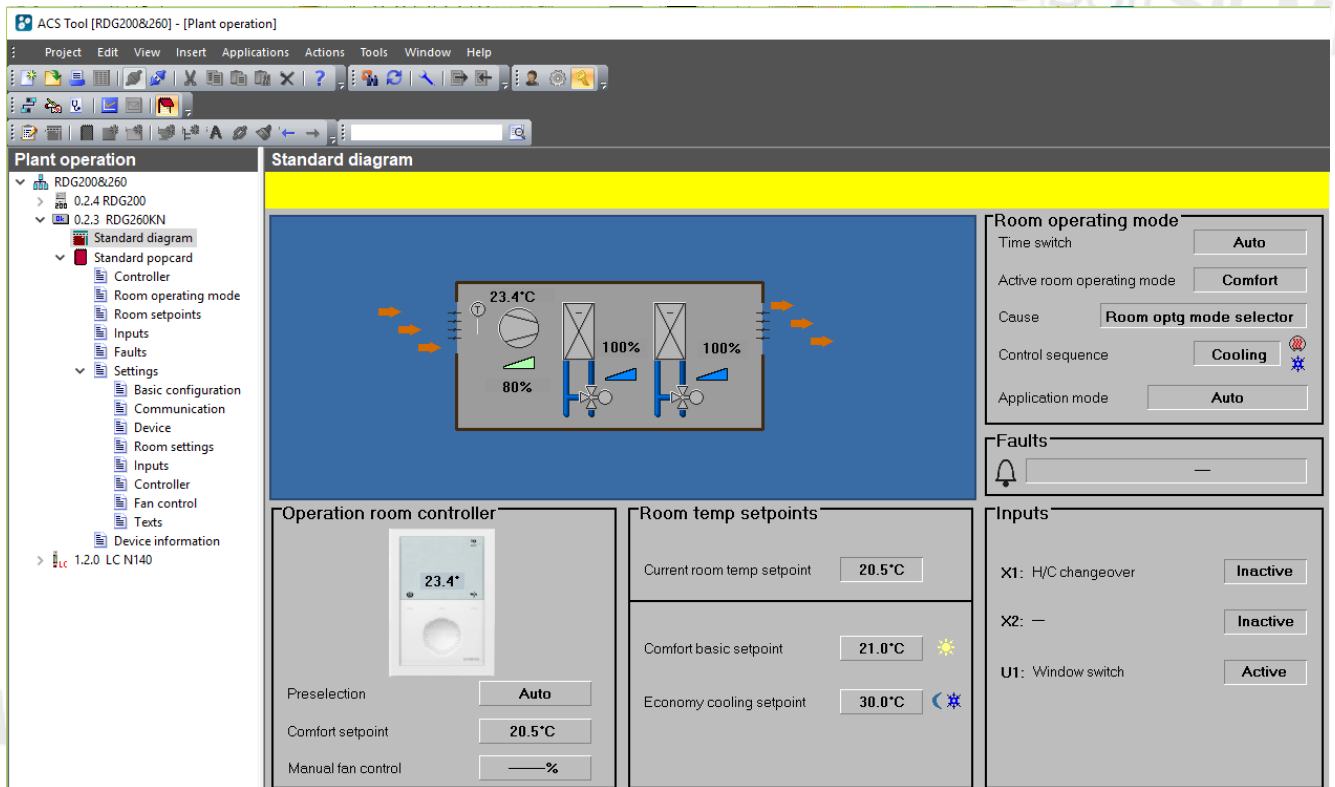 ACS Tool [RDG200&260] - [Plant operation]
Project Edit View Insert Applications Actions Tools Window Help
Plant operation
Standard diagram
RDG200&260
0.2.4 RDG200
0.2.3 RDG260KN
Standard diagram
Standard popcard
Controller
Room operating mode
Room setpoints
Inputs
Faults
Settings
Basic configuration
Communication
Device
Room settings
Inputs
Controller
Fan control
Texts
Device information
LC 1.2.0 LC N140
23.4°C
T
100%
100%
80%
Room operating mode
Time switch Auto
Active room operating mode Comfort
Cause Room optg mode selector
Control sequence Cooling
Application mode Auto
Faults
—
Operation room controller
23.4°
Preselection Auto
Comfort setpoint 20.5°C
Manual fan control ——%
Room temp setpoints
Current room temp setpoint 20.5°C
Comfort basic setpoint 21.0°C
Economy cooling setpoint 30.0°C
Inputs
X1: H/C changeover Inactive
X2: — Inactive
U1: Window switch Active